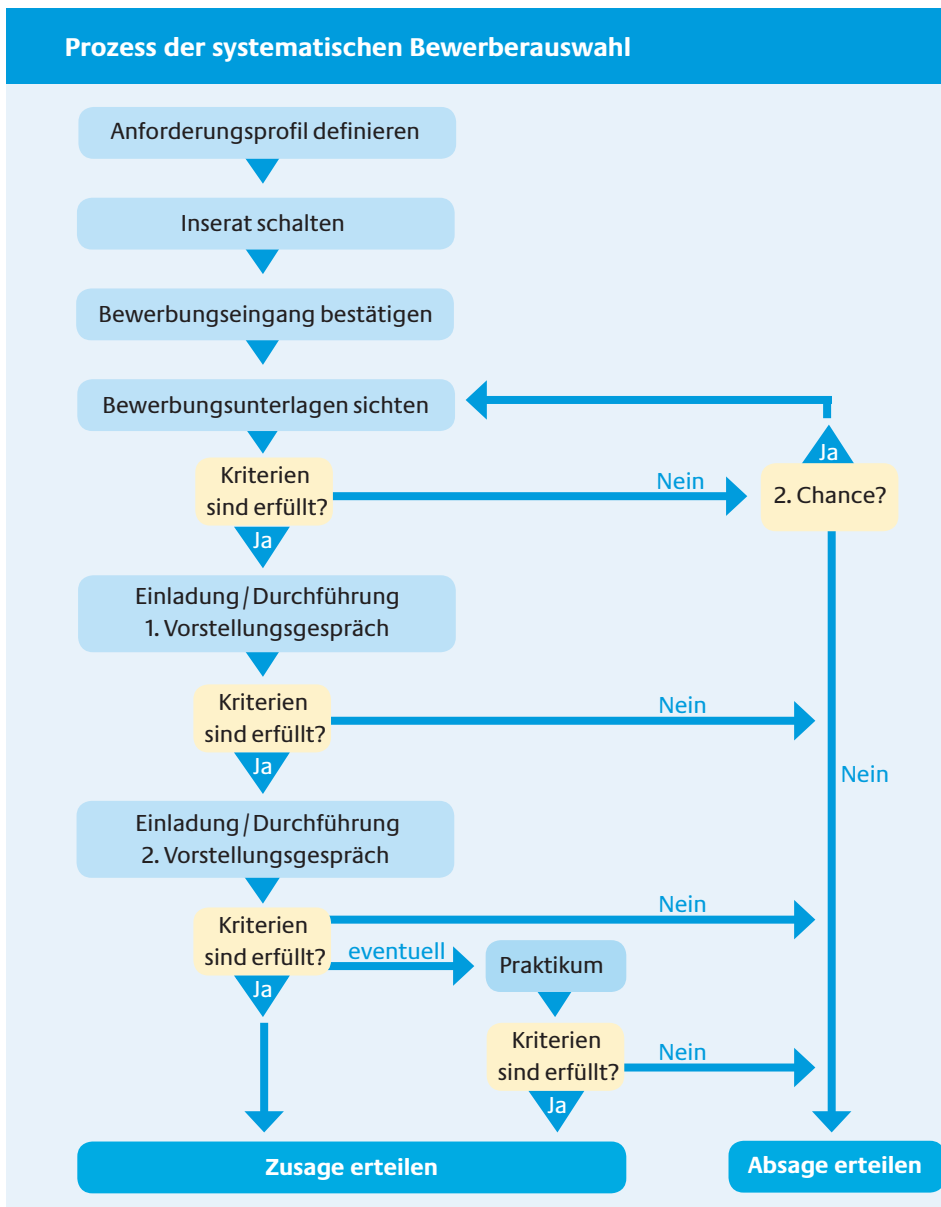 Prozess der systematischen Bewerberauswahl
Anforderungsprofil definieren
Inserat schalten
Bewerbungseingang bestätigen
Bewerbungsunterlagen sichten
Ja
Kriterien
sind erfüllt?
Nein
2. Chance?
Ja
Einladung / Durchführung
1. Vorstellungsgespräch
Kriterien
sind erfüllt?
Nein
Ja
Nein
Einladung / Durchführung
2. Vorstellungsgespräch
Kriterien
sind erfüllt?
Nein
eventuell
Praktikum
Ja
Kriterien
sind erfüllt?
Nein
Ja
Zusage erteilen
Absage erteilen